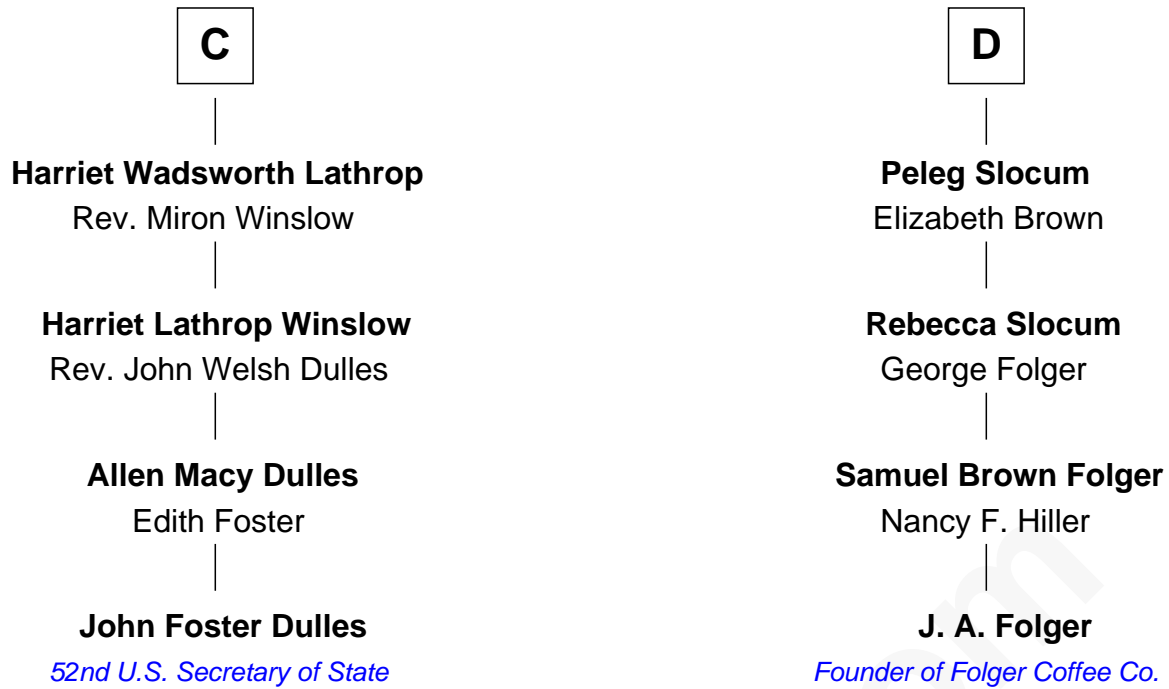 C
Harriet Wadsworth Lathrop
Rev. Miron Winslow
Harriet Lathrop Winslow
Rev. John Welsh Dulles
Allen Macy Dulles
Edith Foster
John Foster Dulles
52nd U.S. Secretary of State
D
Peleg Slocum
Elizabeth Brown
Rebecca Slocum
George Folger
Samuel Brown Folger
Nancy F. Hiller
J. A. Folger
Founder of Folger Coffee Co.